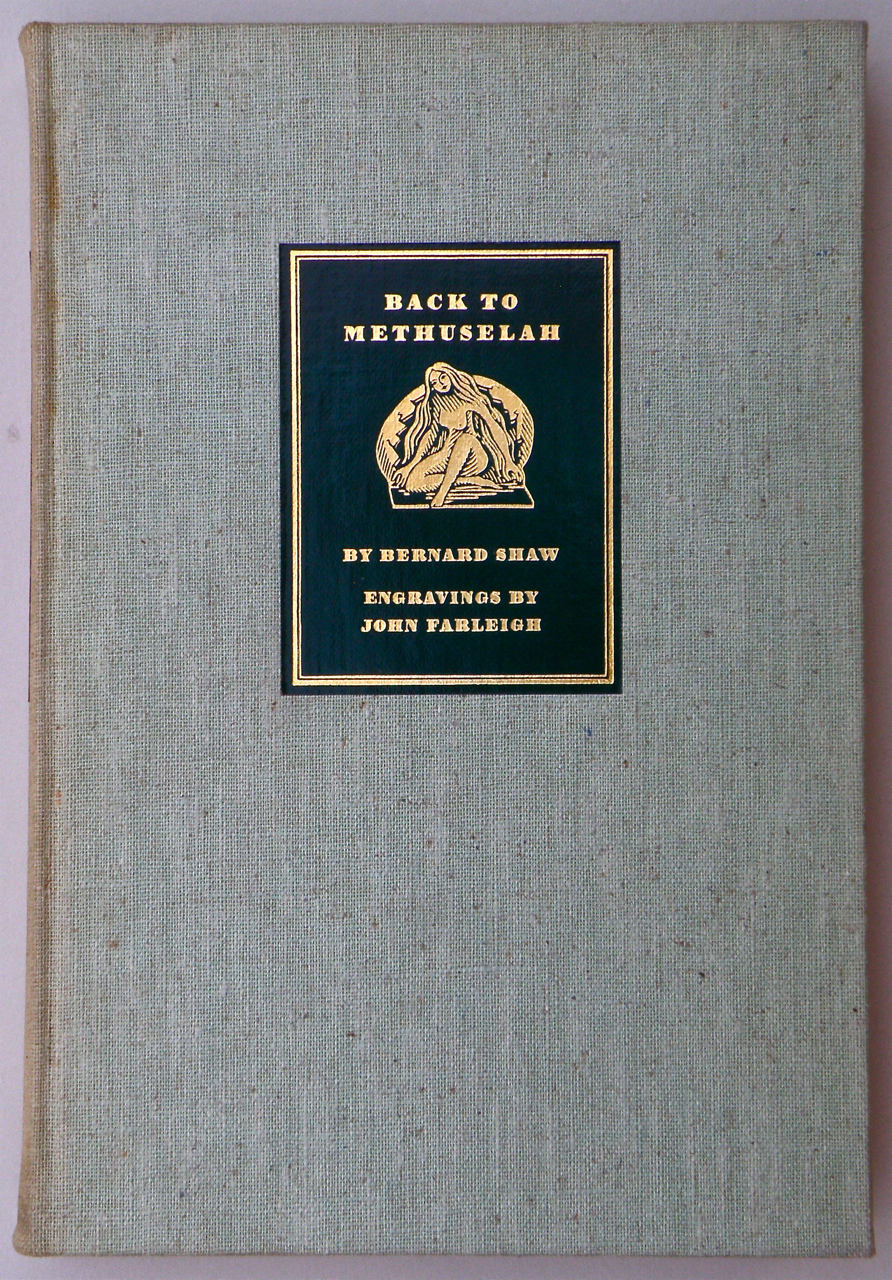 BACK TO
METHUSELAH
BY BERNARD SHAW
ENGRAVINGS BY
JOHN FARLEIGH